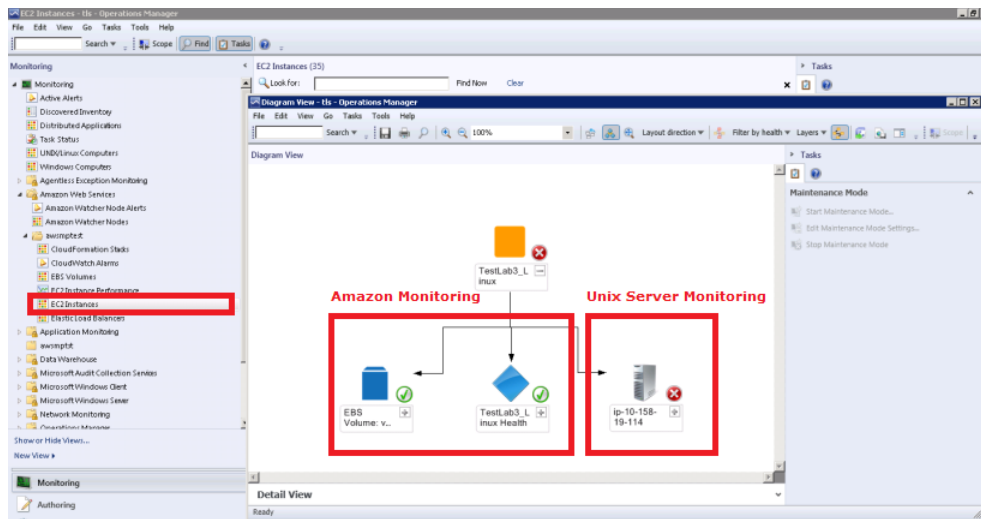 EC2 Instances - tls - Operations Manager
File Edit View Go Tasks Tools Help
Search Scope Find Tasks
Monitoring
EC2 Instances (35)
Tasks
Look for: Find Now Clear
Monitoring
Active Alerts
Discovered Inventory
Distributed Applications
Task Status
UNIX/Linux Computers
Windows Computers
Agentless Exception Monitoring
Amazon Web Services
Amazon Watcher Node Alerts
Amazon Watcher Nodes
awsmptest
CloudFormation Stacks
CloudWatch Alarms
EBS Volumes
EC2 Instance Performance
EC2 Instances
Elastic Load Balancers
Application Monitoring
awsmptst
Data Warehouse
Microsoft Audit Collection Services
Microsoft Windows Client
Microsoft Windows Server
Network Monitoring
Operations Manager
Show or Hide Views...
New View
Monitoring
Authoring
Diagram View - tls - Operations Manager
File Edit View Go Tasks Tools Help
Search 100% Layout direction Filter by health Layers Scope
Diagram View
Tasks
Maintenance Mode
Start Maintenance Mode...
Edit Maintenance Mode Settings...
Stop Maintenance Mode
TestLab3_L
inux
Amazon Monitoring
Unix Server Monitoring
EBS
Volume: v...
TestLab3_L
inux Health
ip-10-158-
19-114
Detail View
Ready